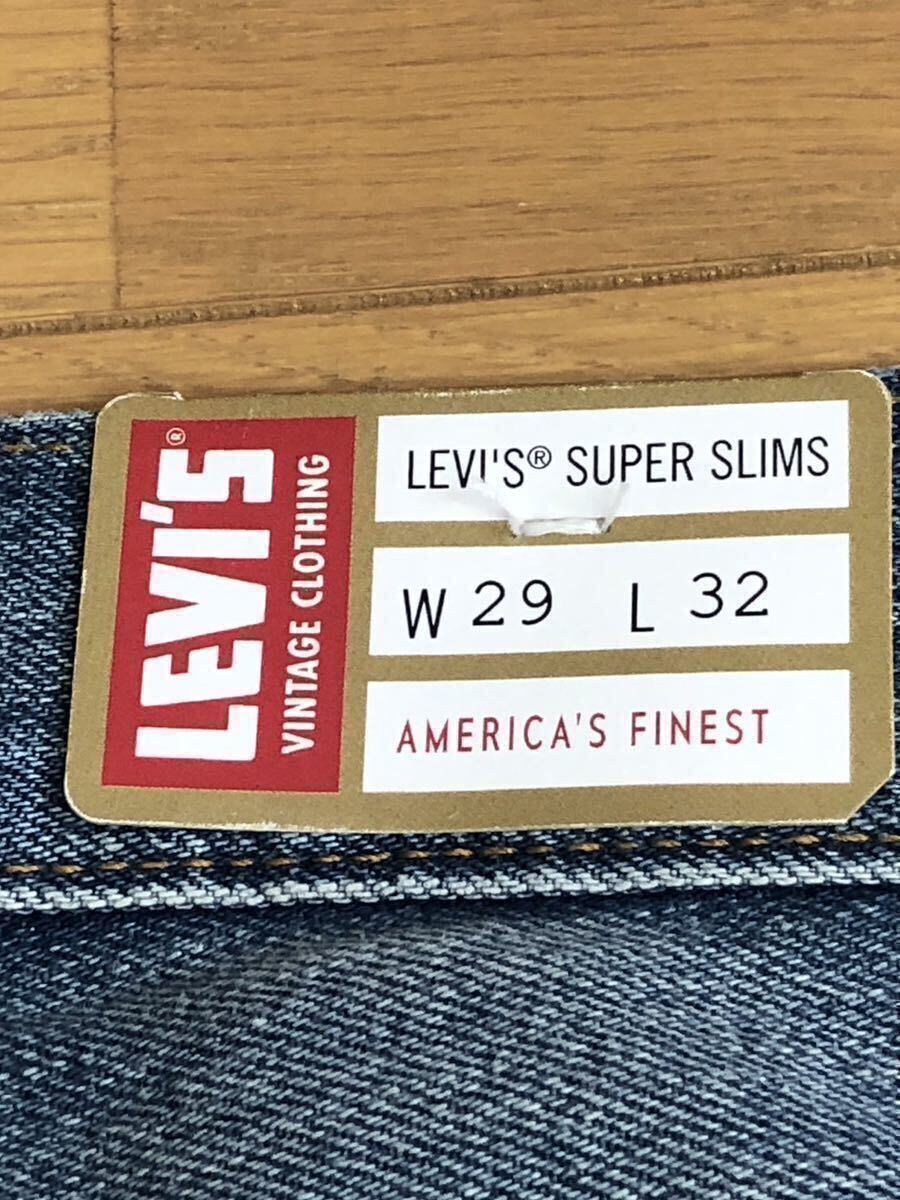 LEVI'S®
VINTAGE CLOTHING
LEVI'S® SUPER SLIMS
W 29 L 32
AMERICA'S FINEST